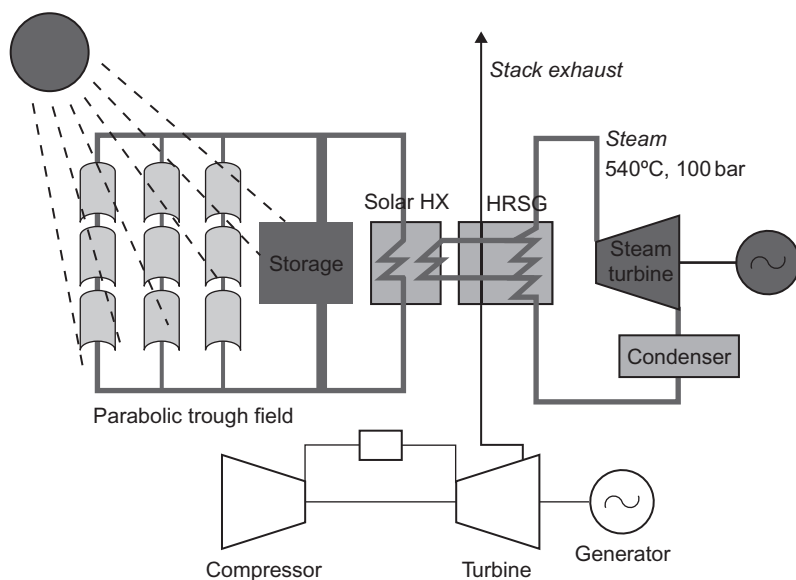 Stack exhaust
Steam
540ºC, 100 bar
Solar HX
HRSG
Storage
Steam
turbine
Condenser
Parabolic trough field
Compressor
Turbine
Generator